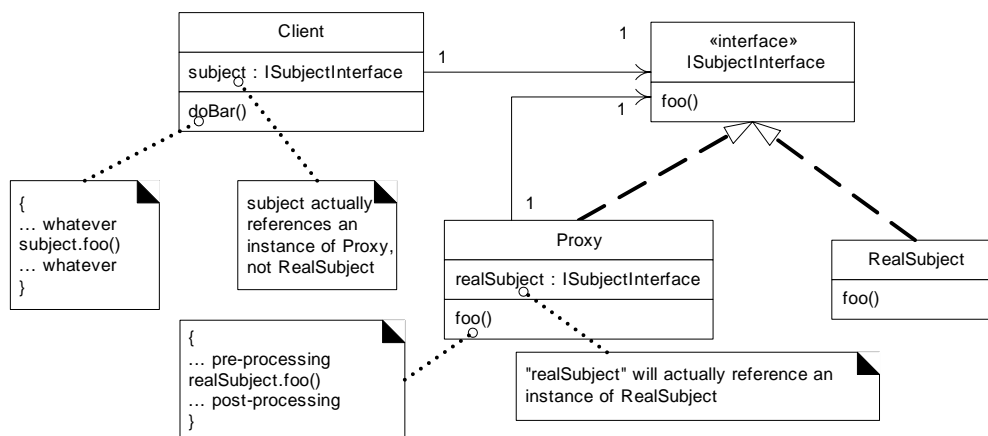 Client
subject : ISubjectInterface
doBar()
1
1
«interface»
ISubjectInterface
foo()
1
1
{
... whatever
subject.foo()
... whatever
}
subject actually
references an
instance of Proxy,
not RealSubject
Proxy
realSubject : ISubjectInterface
foo()
RealSubject
foo()
{
... pre-processing
realSubject.foo()
... post-processing
}
"realSubject" will actually reference an
instance of RealSubject